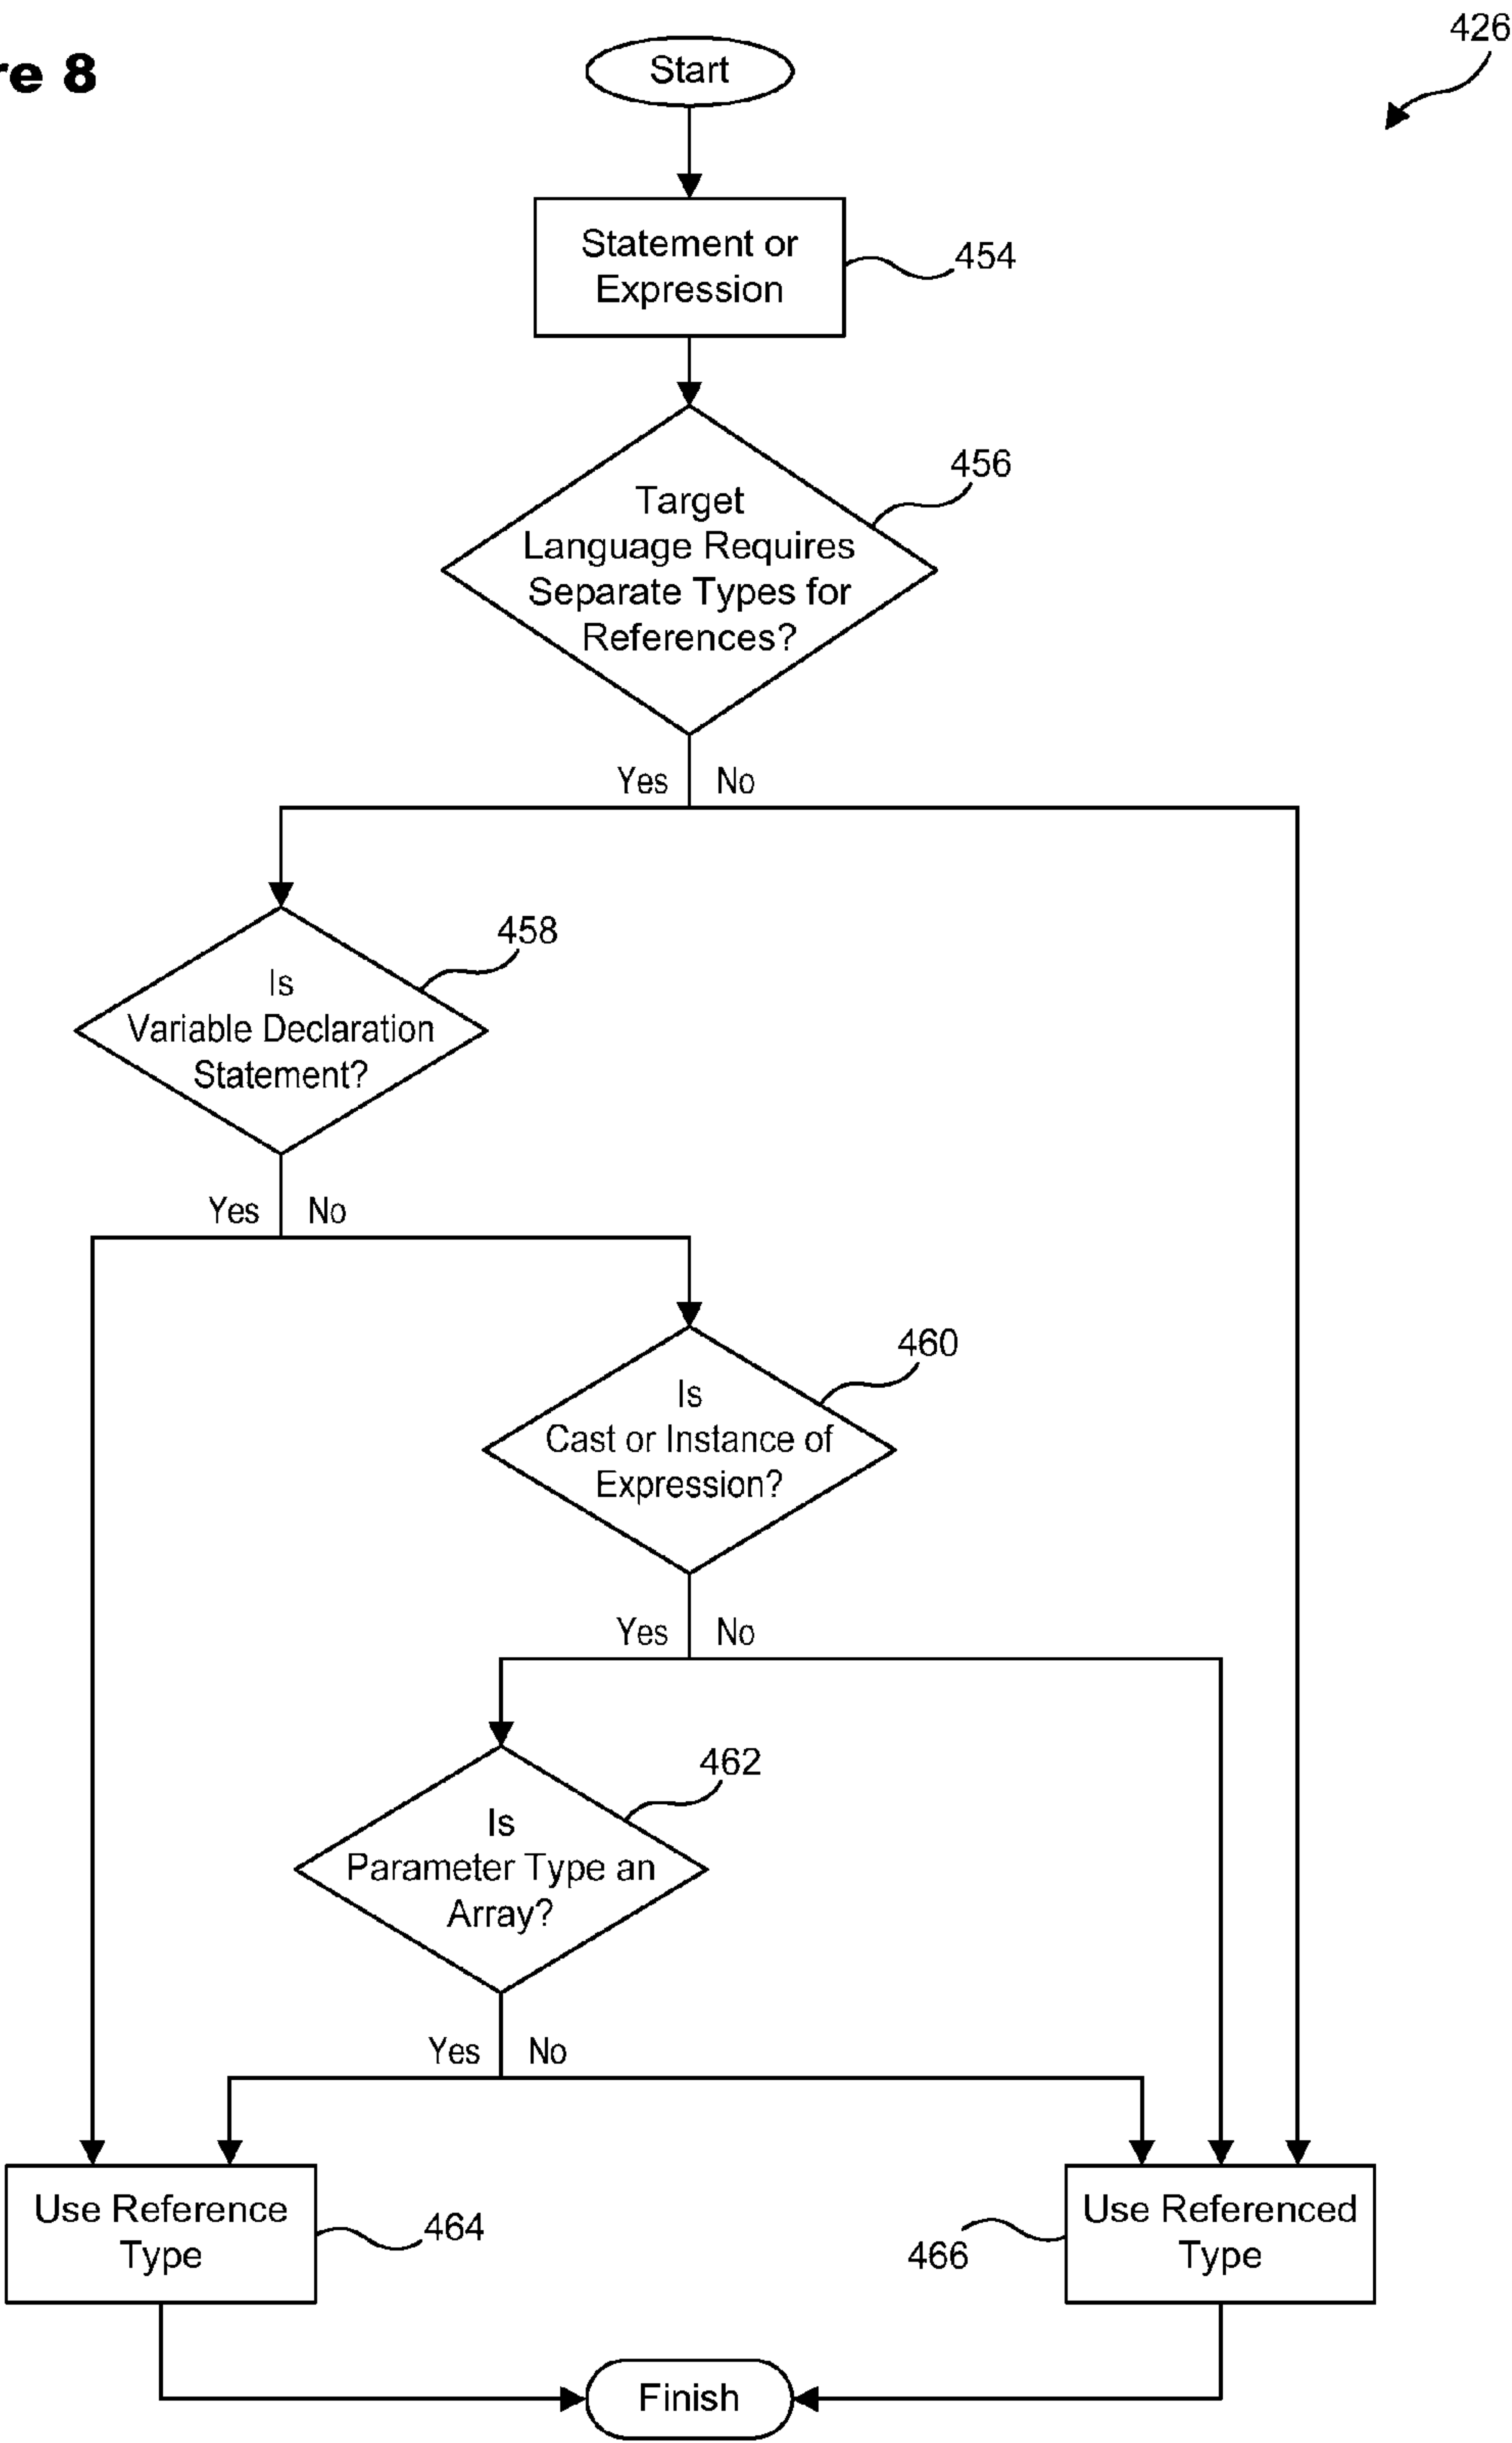 re 8
426
Start
Statement or
Expression
454
456
Target
Language Requires
Separate Types for
References?
Yes
No
458
Is
Variable Declaration
Statement?
Yes
No
460
Is
Cast or Instance of
Expression?
Yes
No
462
Is
Parameter Type an
Array?
Yes
No
Use Reference
Type
464
466
Use Referenced
Type
Finish